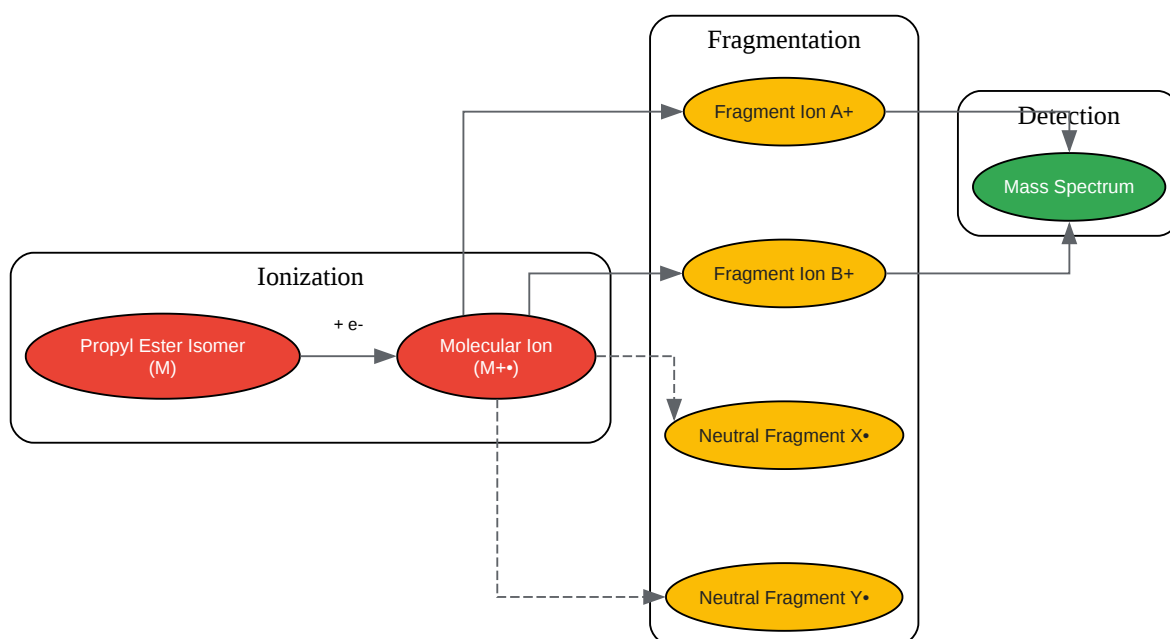 Fragmentation
Fragment Ion A+
Detection
Mass Spectrum
Fragment Ion B+
Ionization
+ e-
Propyl Ester Isomer
(M)
Molecular Ion
(M+•)
Neutral Fragment X•
Neutral Fragment Y•